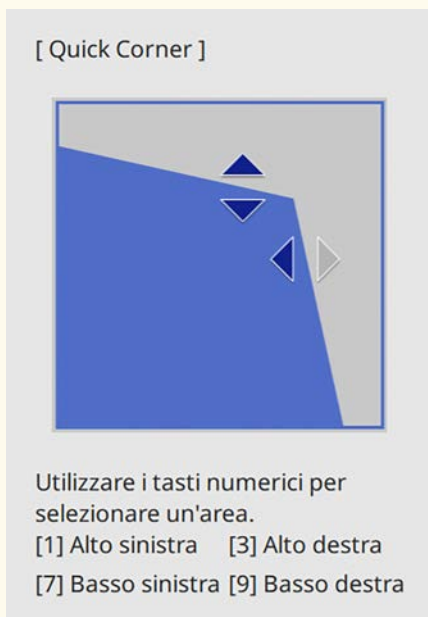 [ Quick Corner ]
Utilizzare i tasti numerici per
selezionare un'area.
[1] Alto sinistra [3] Alto destra
[7] Basso sinistra [9] Basso destra